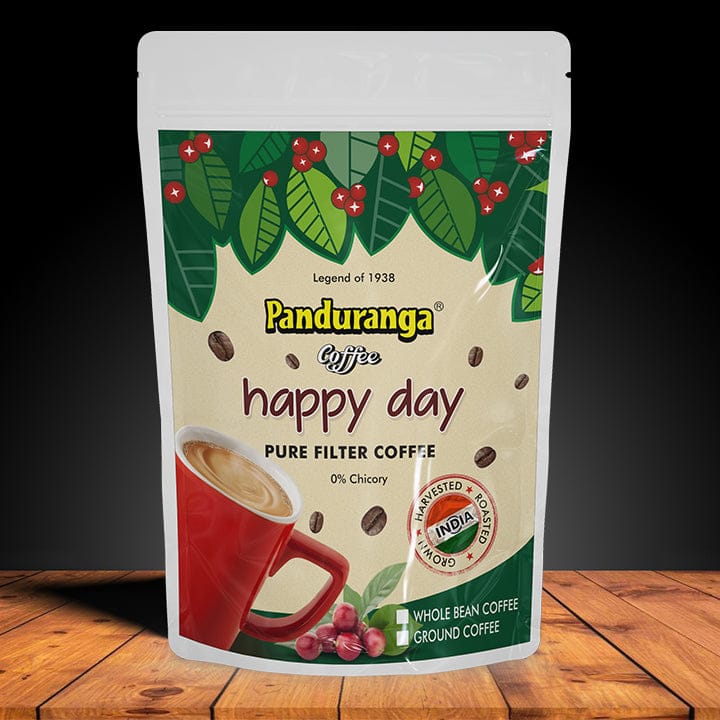 Legend of 1938
Panduranga®
Coffee
happy day
PURE FILTER COFFEE
0% Chicory
GROWN ★ HARVESTED ★ ROASTED
INDIA
WHOLE BEAN COFFEE
GROUND COFFEE